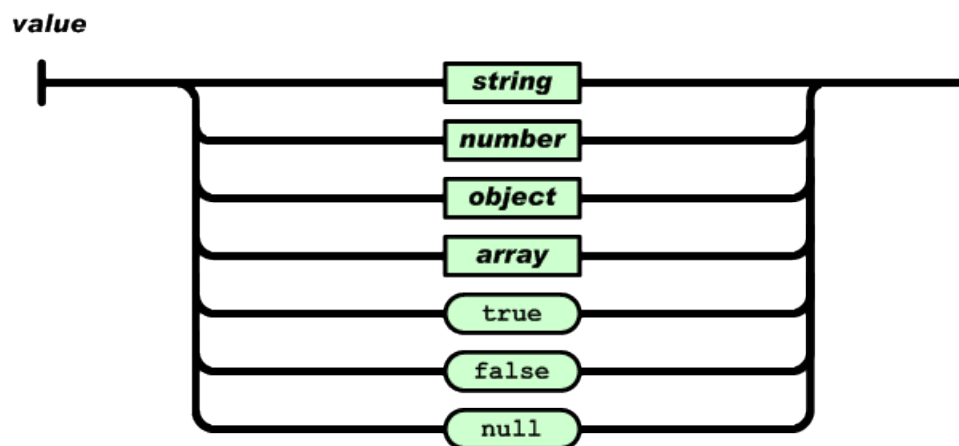 value
string
number
object
array
true
false
null